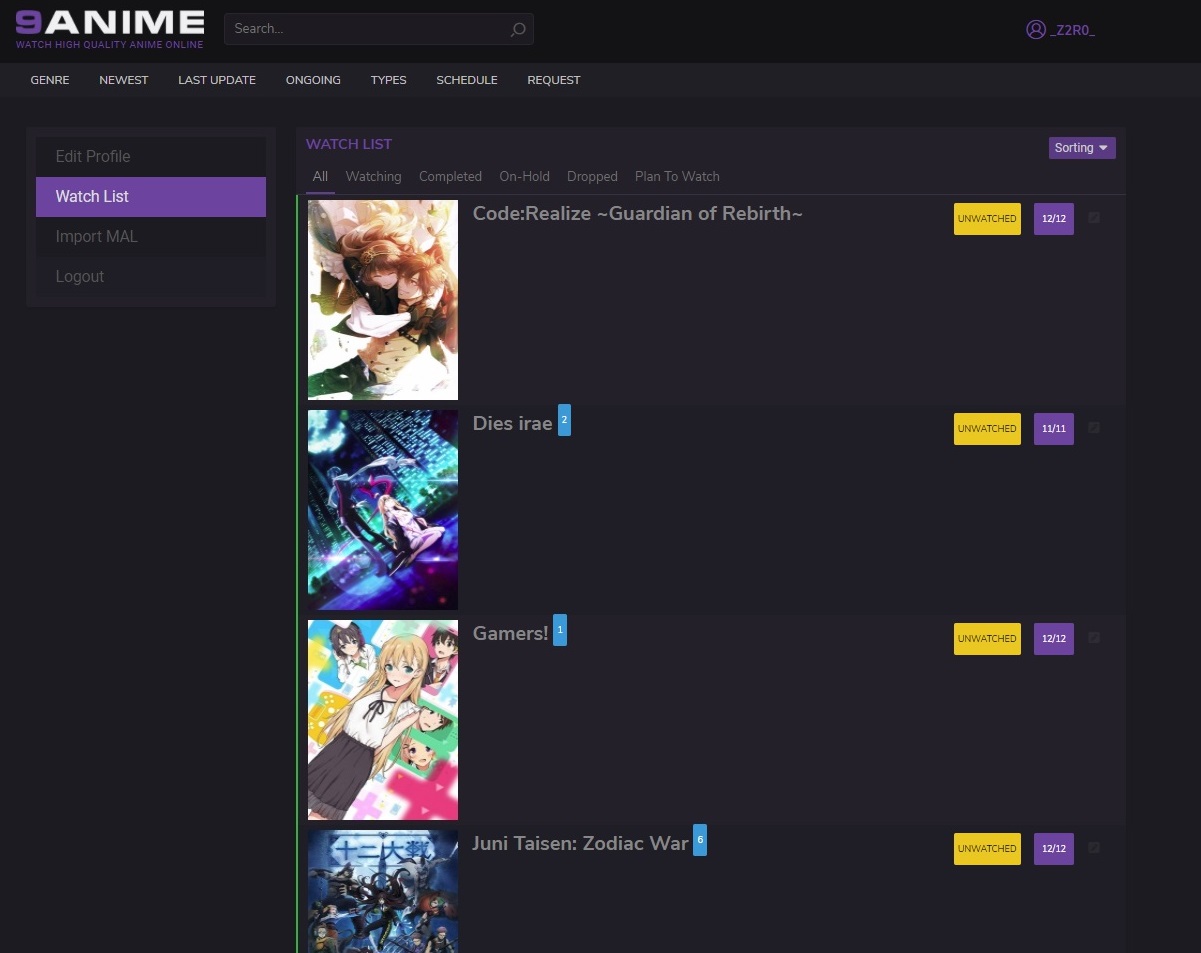 9ANIME
WATCH HIGH QUALITY ANIME ONLINE
Search...
_Z2R0_
GENRE NEWEST LAST UPDATE ONGOING TYPES SCHEDULE REQUEST
Edit Profile
Watch List
Import MAL
Logout
WATCH LIST
Sorting
All Watching Completed On-Hold Dropped Plan To Watch
Code:Realize ~Guardian of Rebirth~ UNWATCHED 12/12
Dies irae 2 UNWATCHED 11/11
Gamers! 1 UNWATCHED 12/12
Juni Taisen: Zodiac War 6 UNWATCHED 12/12
十二大戦